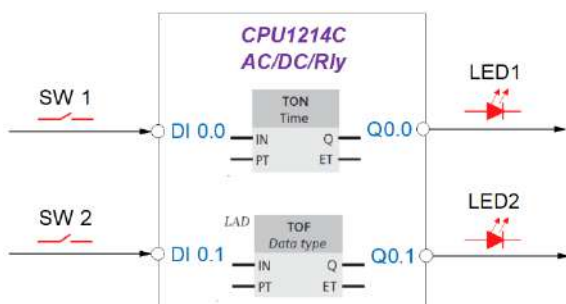 CPU1214C
AC/DC/Rly
LED1
SW 1
TON
Time
DI 0.0
Q0.0
IN Q
PT ET
LED2
SW 2
LAD
TOF
Data type
DI 0.1
Q0.1
IN Q
PT ET